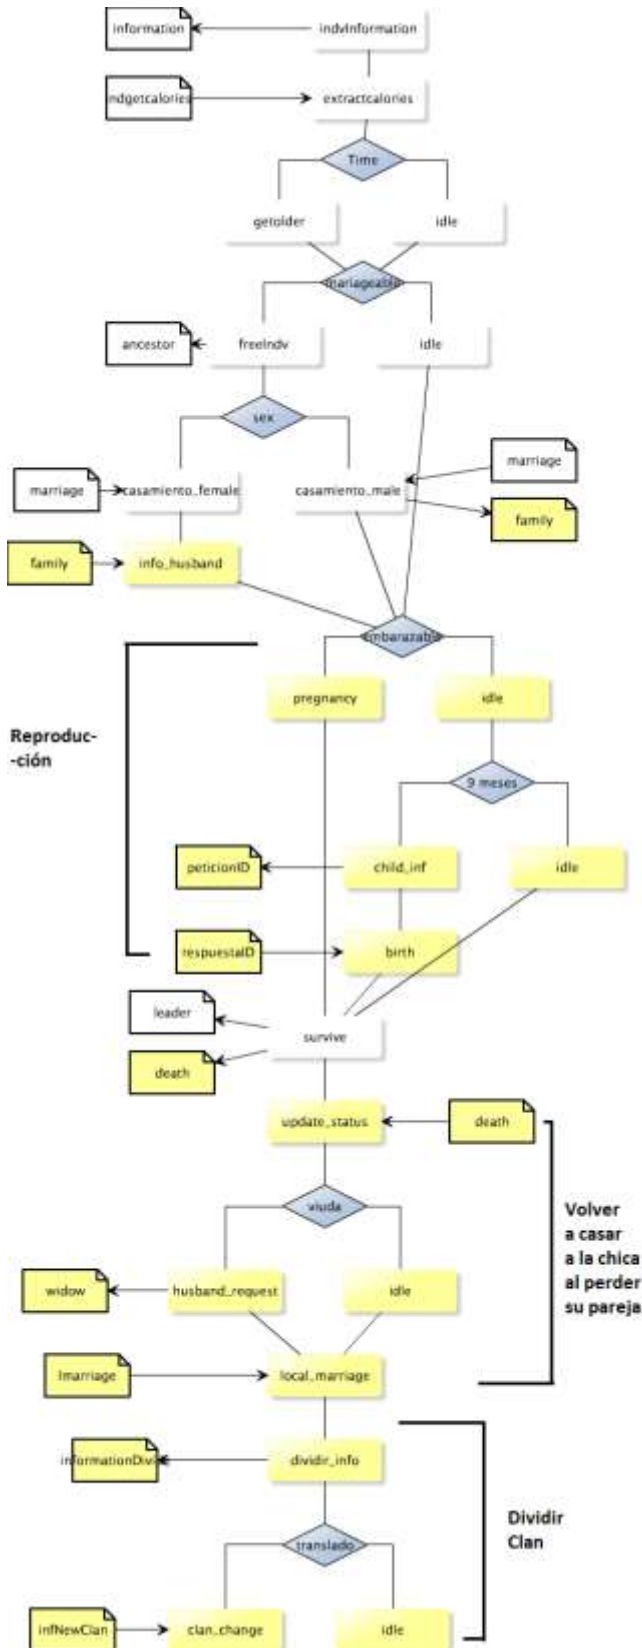 information
indvInformation
indgetcalories
extractcalories
Time
getolder
idle
mariageable
ancestor
freeIndv
idle
sex
marriage
casamiento_female
casamiento_male
marriage
family
family
info_husband
embarazable
pregnancy
idle
Reproduc-
-ción
9 meses
peticionID
child_inf
idle
respuestaID
birth
leader
survive
death
update_status
death
viuda
Volver
a casar
a la chica
al perder
su pareja
widow
husband_request
idle
lmarriage
local_marriage
informationDivi
dividir_info
Dividir
Clan
translado
infNewClan
clan_change
idle